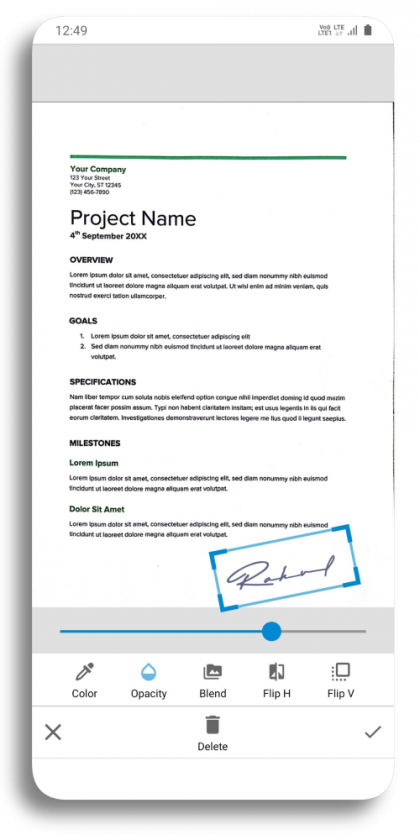 12:49
Vo9 LTE
LTE1
Your Company
123 Your Street
Your City, ST 12345
(123) 456-7890
Project Name
4th September 20XX
OVERVIEW
Lorem ipsum dolor sit amet, consectetuer adipiscing elit, sed diam nonummy nibh euismod
tincidunt ut laoreet dolore magna aliquam erat volutpat. Ut wisi enim ad minim veniam, quis
nostrud exerci tation ullamcorper.
GOALS
1. Lorem ipsum dolor sit amet, consectetuer adipiscing elit
2. Sed diam nonummy nibh euismod tincidunt ut laoreet dolore magna aliquam erat
volutpat.
SPECIFICATIONS
Nam liber tempor cum soluta nobis eleifend option congue nihil imperdiet doming id quod mazim
placerat facer possim assum. Typi non habent claritatem insitam; est usus legentis in iis qui facit
eorum claritatem. Investigationes demonstraverunt lectores legere me lius quod ii legunt saepius.
MILESTONES
Lorem Ipsum
Lorem ipsum dolor sit amet, consectetuer adipiscing elit, sed diam nonummy nibh euismod
tincidunt ut laoreet dolore magna aliquam erat volutpat.
Dolor Sit Amet
Lorem ipsum dolor sit amet, consectetuer adipiscing elit, sed diam nonummy nibh euismod
tincidunt ut laoreet dolore magna aliquam erat volutpat.
Rahul
Color Opacity Blend Flip H Flip V
Delete